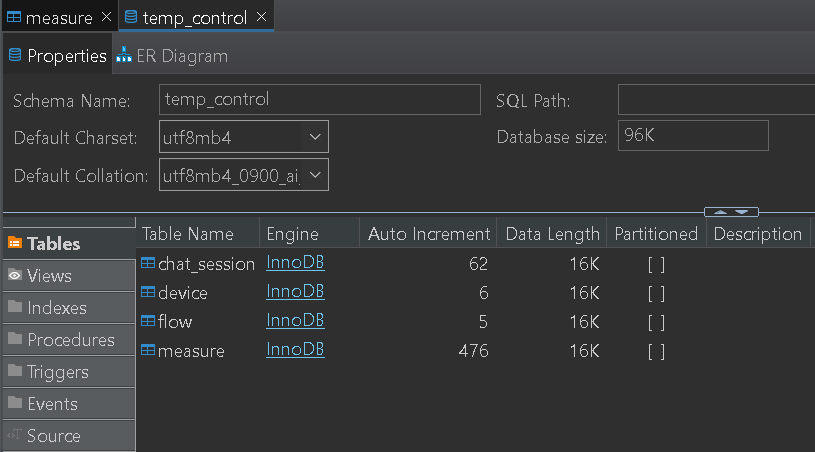 measure temp_control
Properties ER Diagram
Schema Name: temp_control SQL Path:
Default Charset: utf8mb4 Database size: 96K
Default Collation: utf8mb4_0900_ai_
Tables Table Name Engine Auto Increment Data Length Partitioned Description
chat_session InnoDB 62 16K [ ]
Views
device InnoDB 6 16K [ ]
Indexes
flow InnoDB 5 16K [ ]
Procedures
measure InnoDB 476 16K [ ]
Triggers
Events
Source